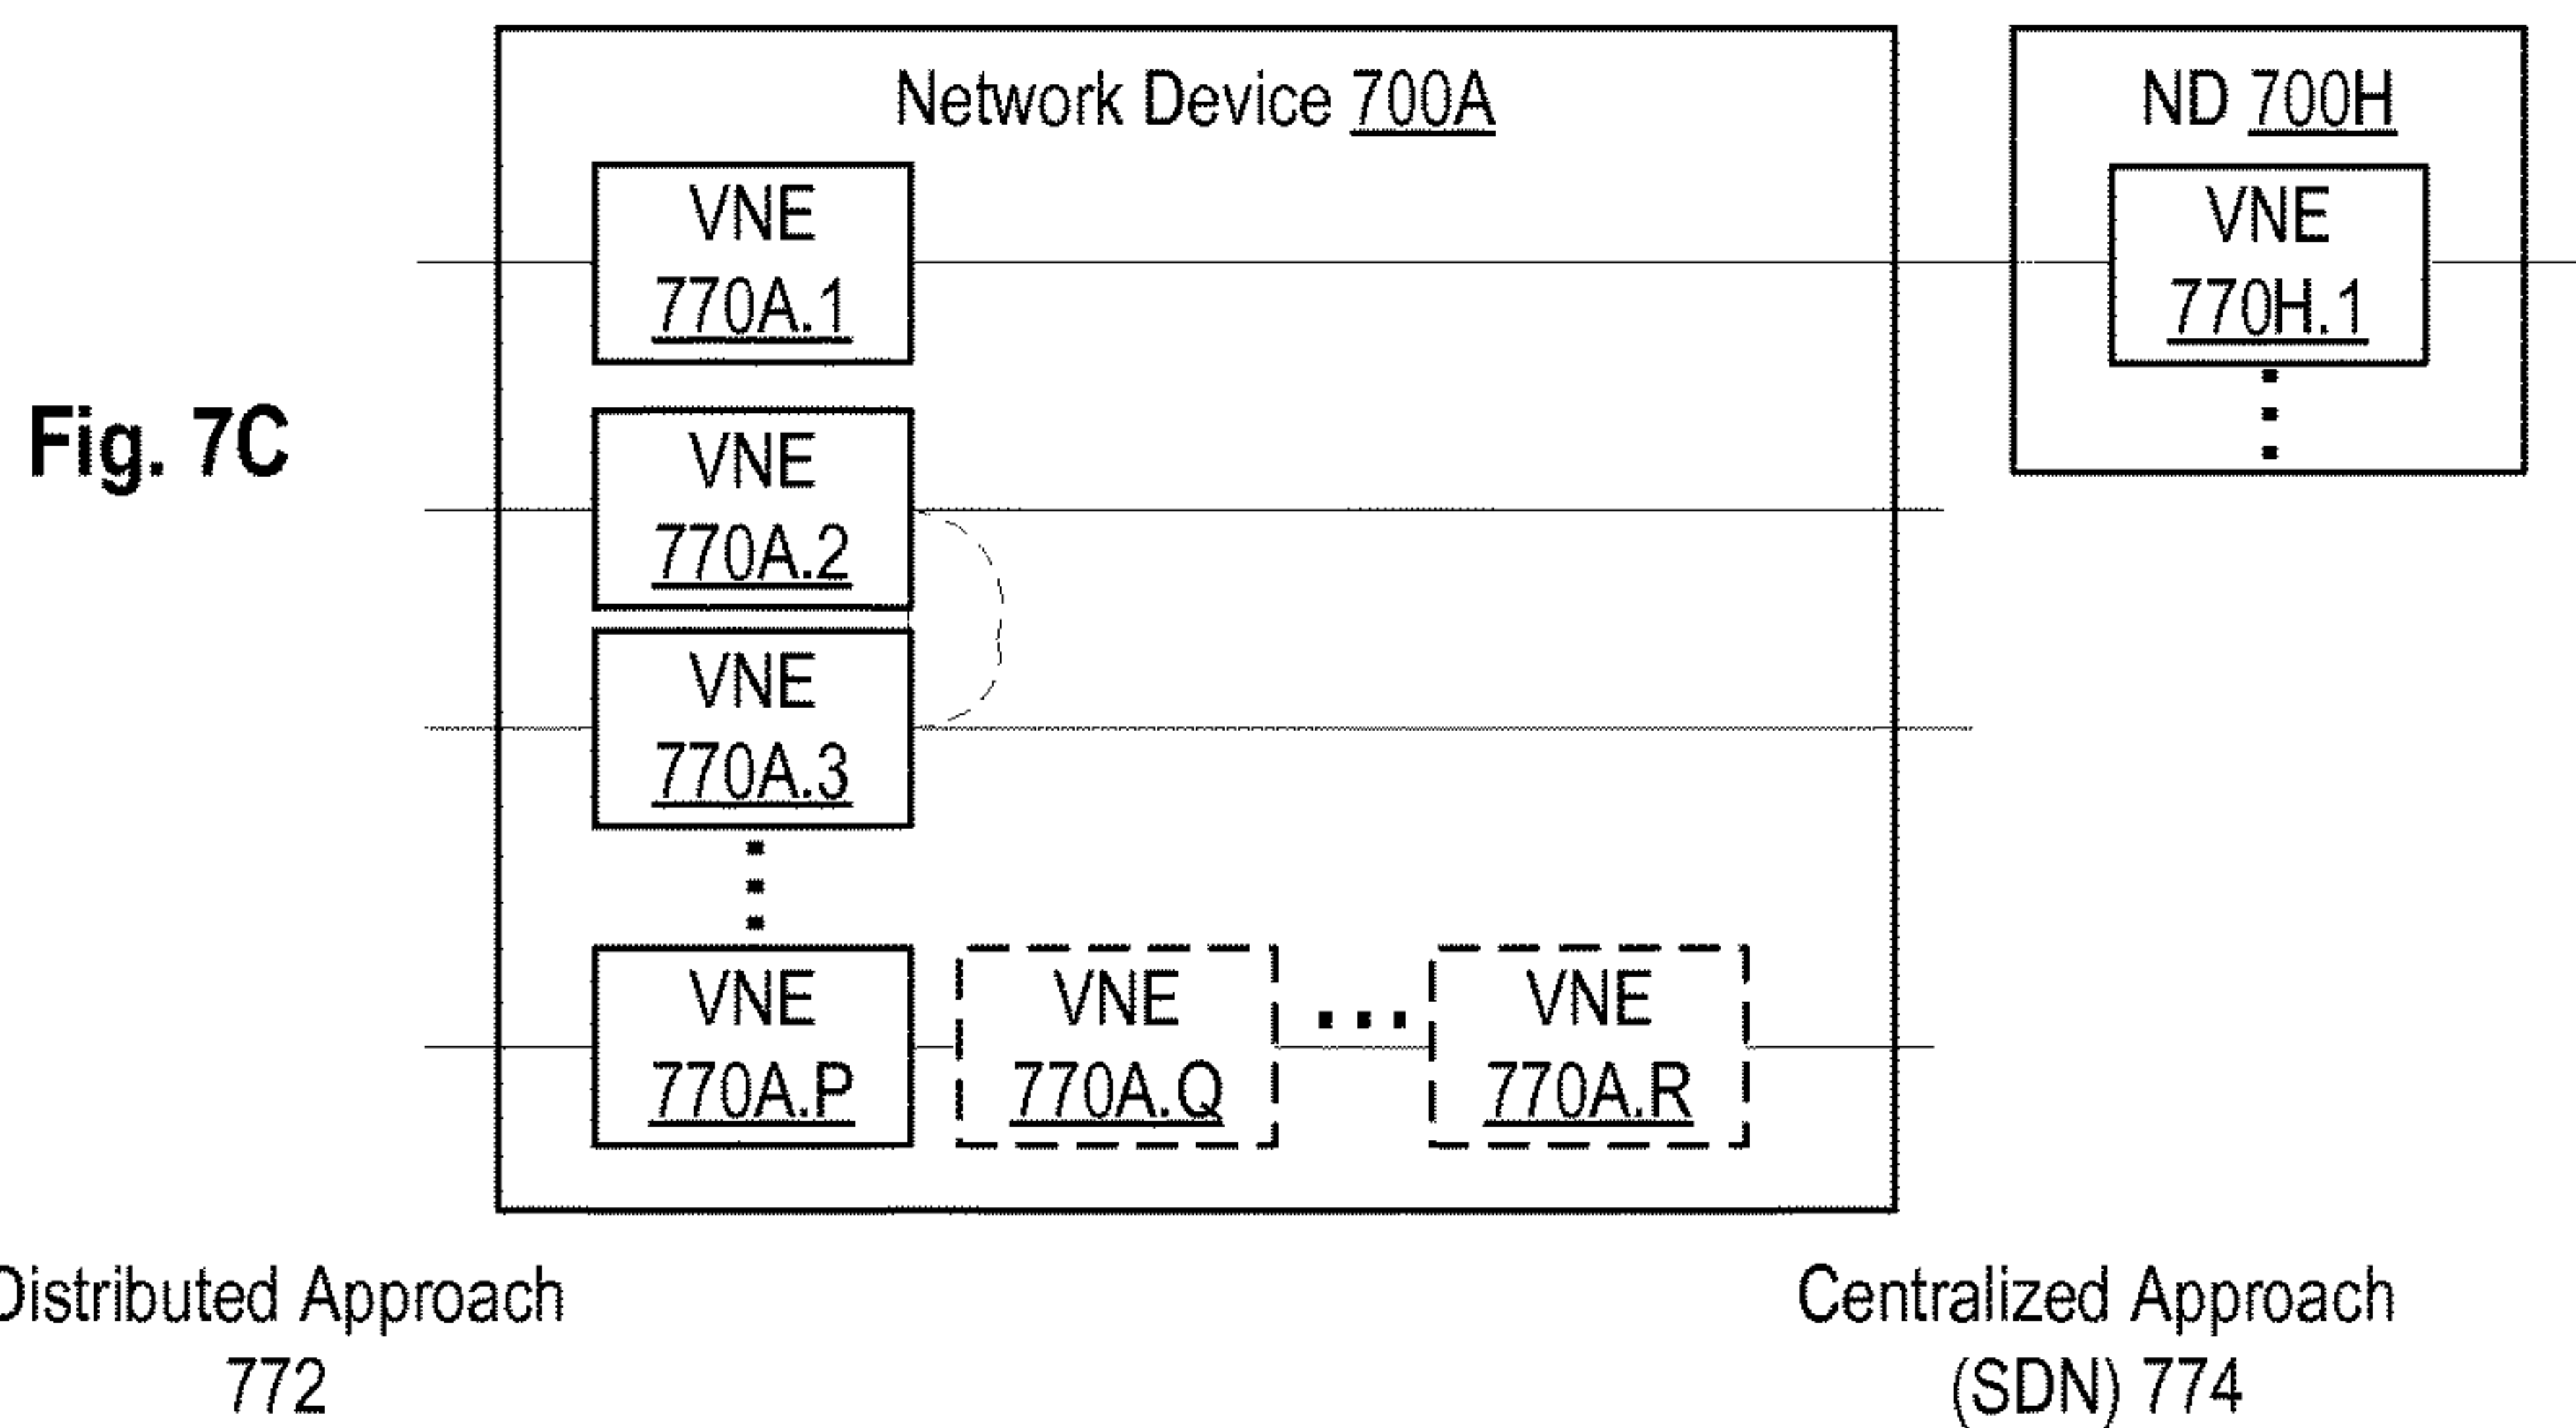 Network Device 700A
ND 700H
VNE
770A.1
VNE
770H.1
Fig. 7C
VNE
770A.2
VNE
770A.3
VNE
770A.P
VNE
770A.Q
...
VNE
770A.R
Distributed Approach
772
Centralized Approach
(SDN) 774